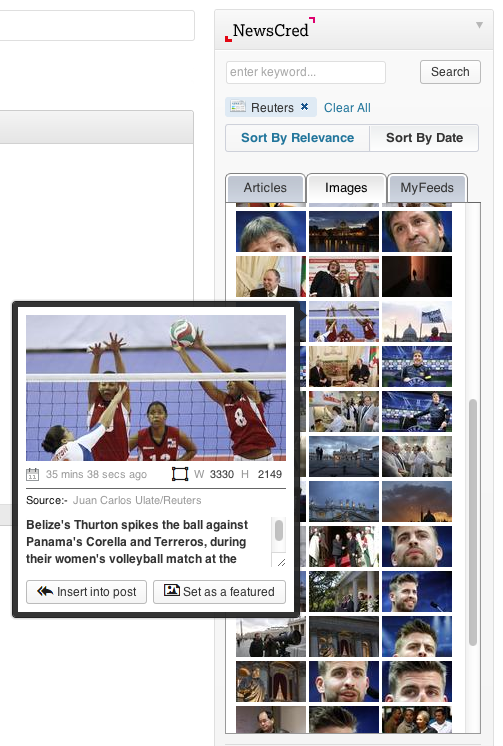 NewsCred
enter keyword...
Search
Reuters × Clear All
Sort By Relevance
Sort By Date
Articles
Images
MyFeeds
8
35 mins 38 secs ago
W 3330 H 2149
Source:- Juan Carlos Ulate/Reuters
Belize's Thurton spikes the ball against
Panama's Corella and Terreros, during
their women's volleyball match at the
Insert into post
Set as a featured